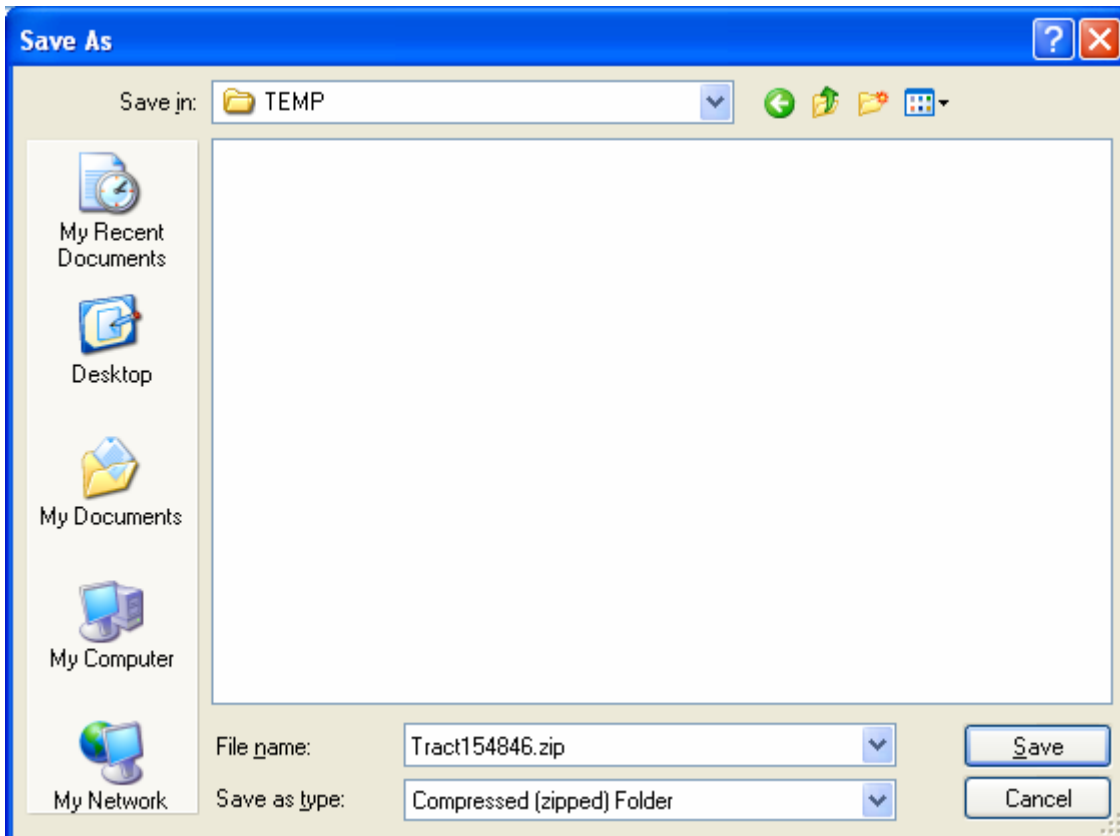 Save As
Save in:
TEMP
My Recent
Documents
Desktop
My Documents
My Computer
My Network
File name:
Tract154846.zip
Save
Save as type:
Compressed (zipped) Folder
Cancel